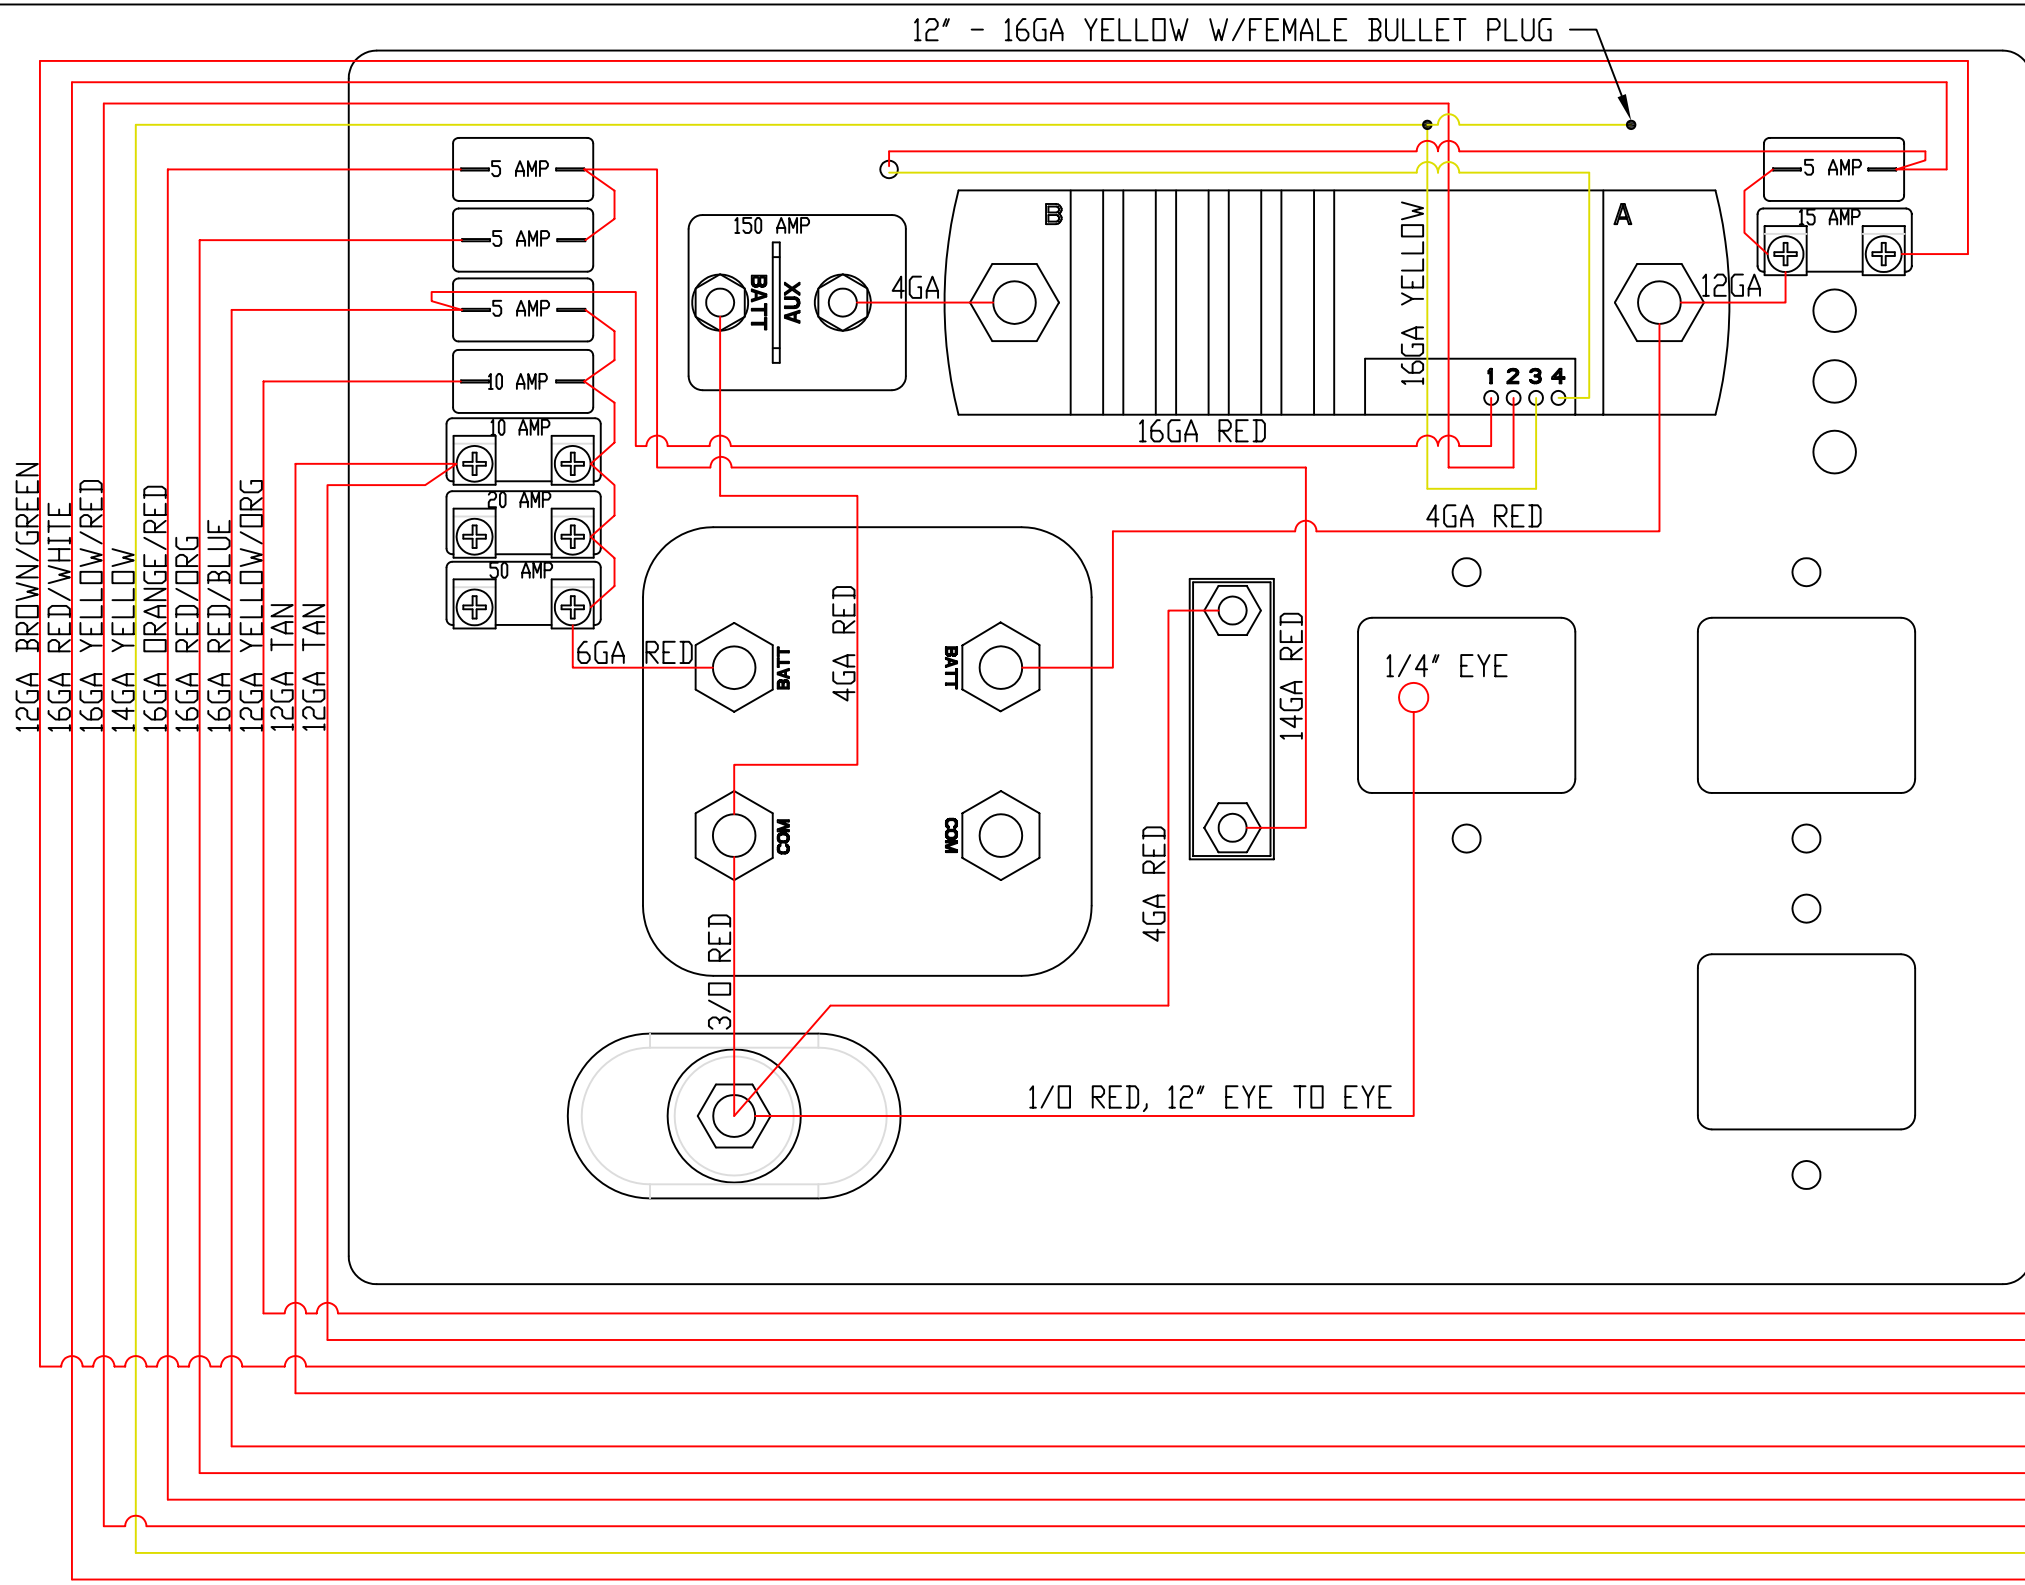 12" - 16GA YELLOW W/FEMALE BULLET PLUG
5 AMP
5 AMP
5 AMP
10 AMP
10 AMP
20 AMP
50 AMP
150 AMP
BATT
AUX
4GA
B
A
16GA YELLOW
1 2 3 4
5 AMP
15 AMP
12GA
16GA RED
4GA RED
12GA BROWN/GREEN
16GA RED/WHITE
16GA YELLOW/RED
14GA YELLOW
16GA ORANGE/RED
16GA RED/ORG
16GA RED/BLUE
12GA YELLOW/ORG
12GA TAN
12GA TAN
6GA RED
BATT
BATT
4GA RED
COM
COM
14GA RED
4GA RED
1/4" EYE
3/0 RED
1/0 RED, 12" EYE TO EYE